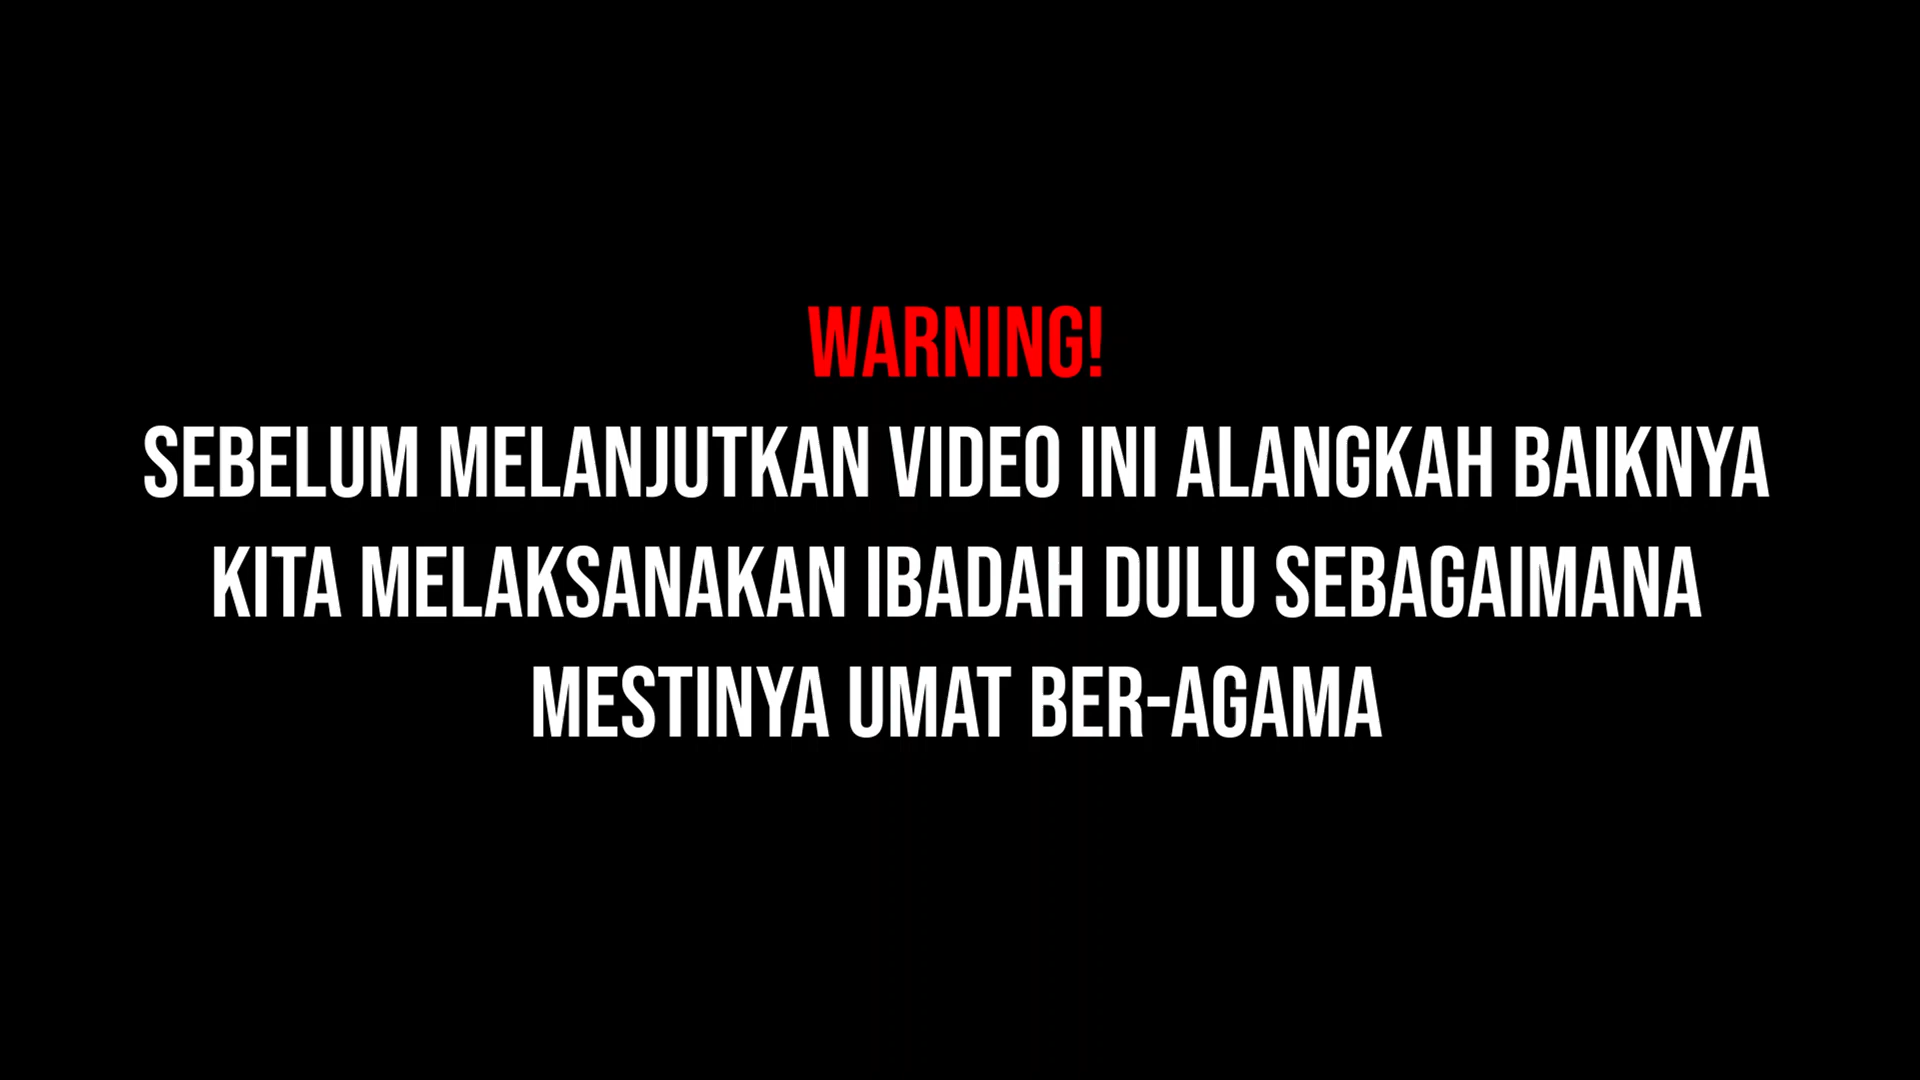 WARNING!
SEBELUM MELANJUTKAN VIDEO INI ALANGKAH BAIKNYA
KITA MELAKSANAKAN IBADAH DULU SEBAGAIMANA
MESTINYA UMAT BER-AGAMA